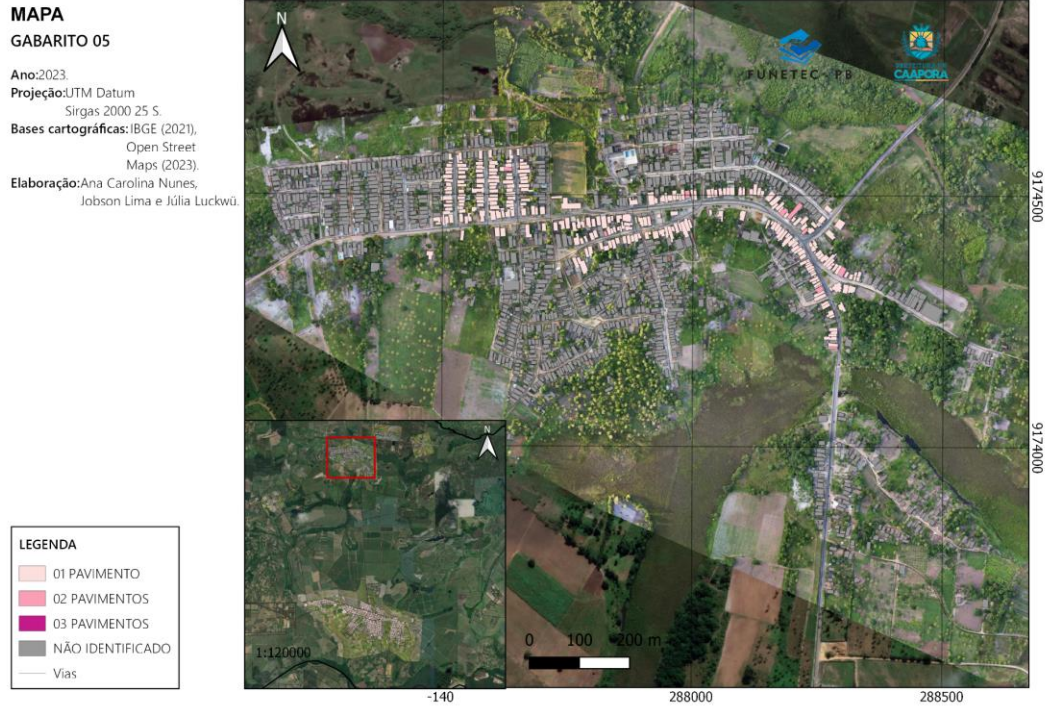 MAPA
GABARITO 05
Ano:2023.
Projeção:UTM Datum
Sirgas 2000 25 S.
Bases cartográficas:IBGE (2021),
Open Street
Maps (2023).
Elaboração:Ana Carolina Nunes,
Jobson Lima e Júlia Luckwü.
LEGENDA
01 PAVIMENTO
02 PAVIMENTOS
03 PAVIMENTOS
NÃO IDENTIFICADO
Vias
N
FUNETEC-PB
PREFEITURA DE
CAAPORA
9174500
9174000
N
1:120000
0 100 200 m
-140
288000
288500